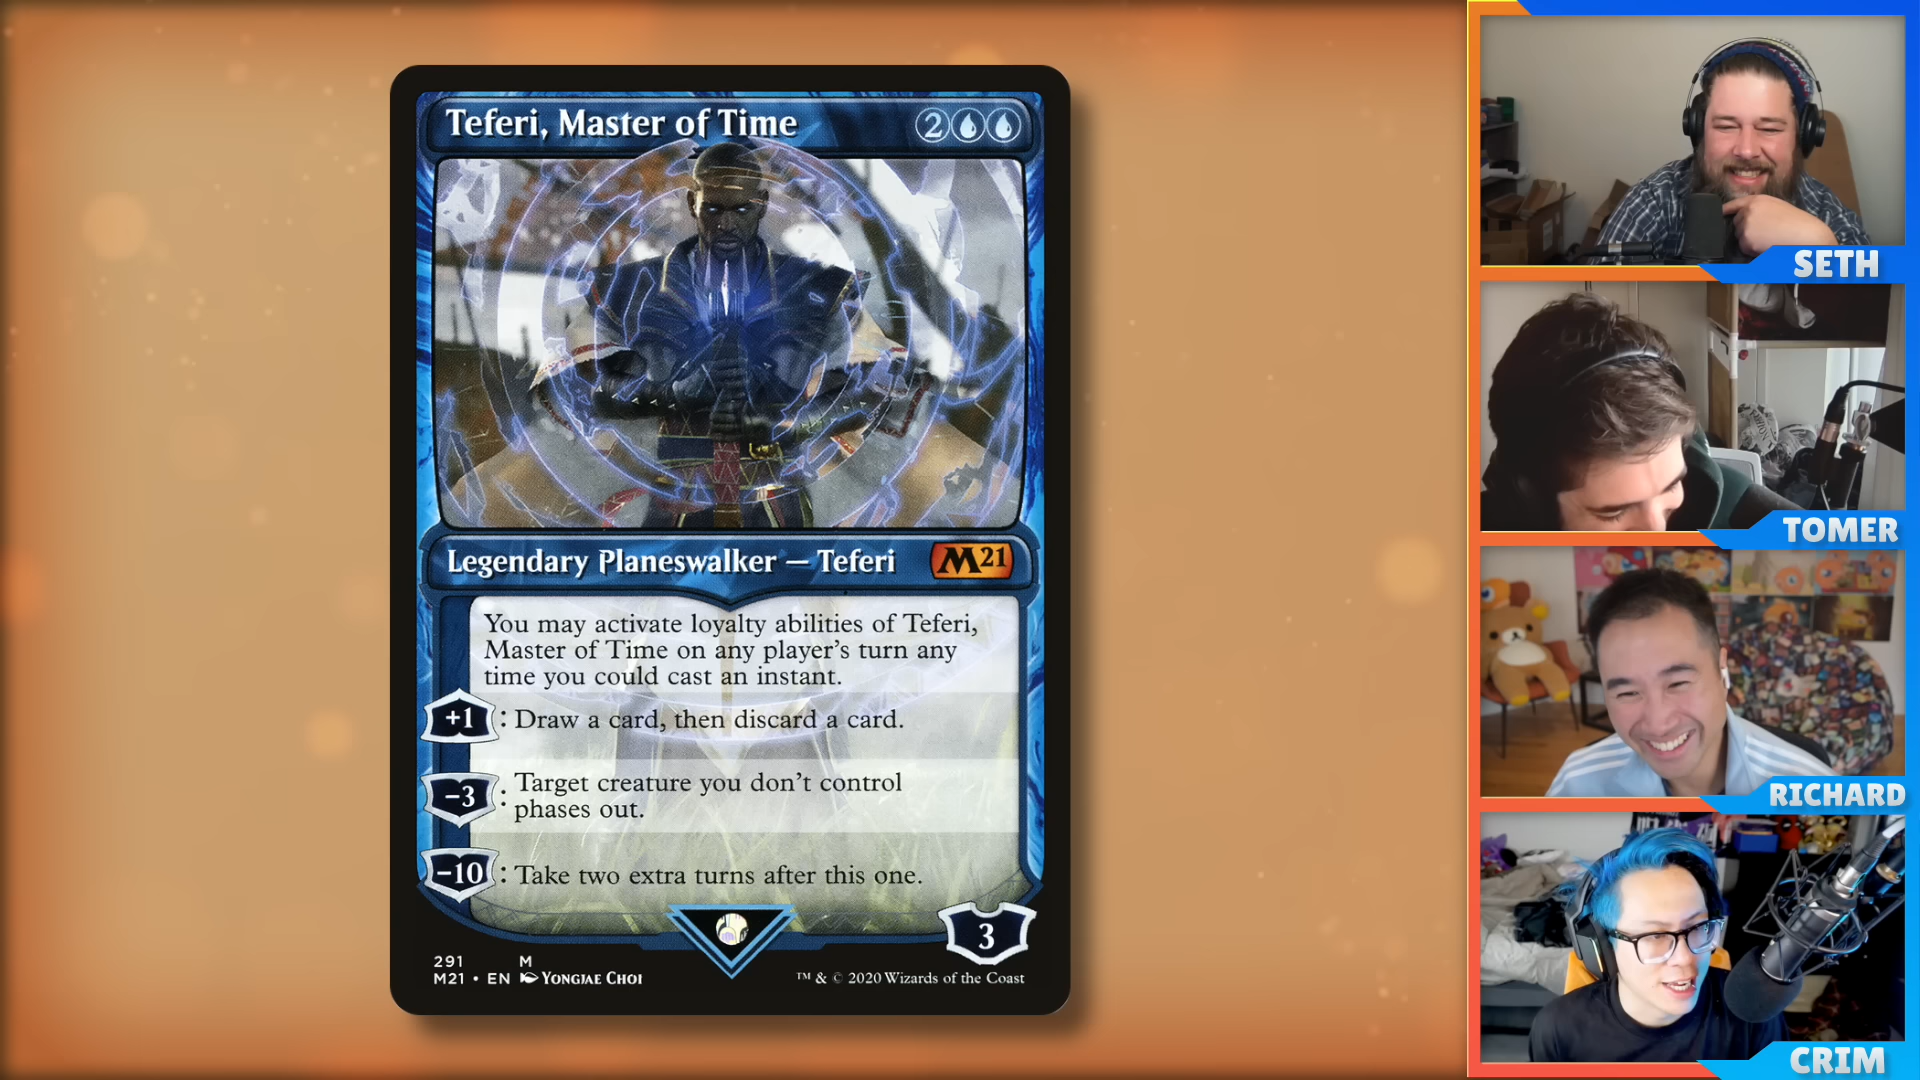 Teferi, Master of Time
2
Legendary Planeswalker — Teferi
M21
You may activate loyalty abilities of Teferi,
Master of Time on any player's turn any
time you could cast an instant.
+1: Draw a card, then discard a card.
−3: Target creature you don't control
phases out.
−10: Take two extra turns after this one.
3
291 M
M21 • EN Yongjae Choi
™ & © 2020 Wizards of the Coast
SETH
TOMER
RICHARD
CRIM